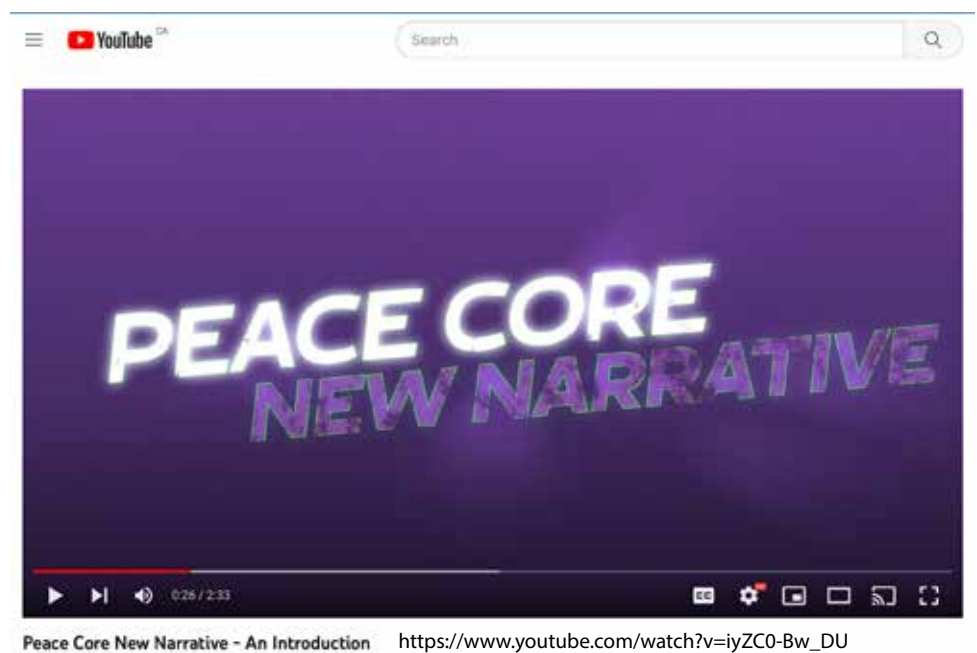 YouTube CA
Search
PEACE CORE
NEW NARRATIVE
0:26 / 2:33
CC
Peace Core New Narrative - An Introduction https://www.youtube.com/watch?v=iyZC0-Bw_DU